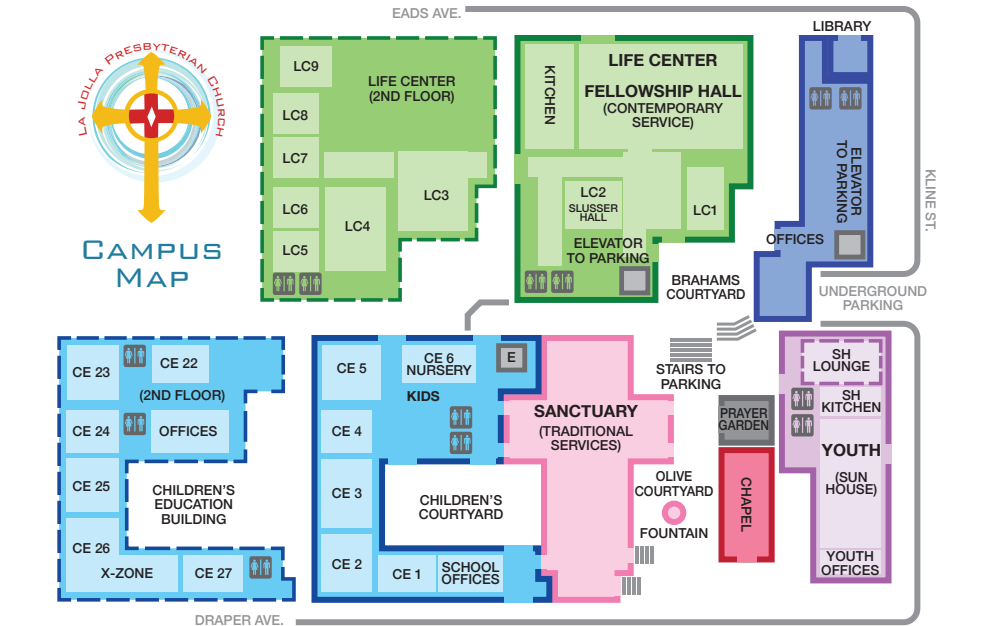 EADS AVE.
LIBRARY
LA JOLLA PRESBYTERIAN CHURCH
CAMPUS
MAP
LC9
LC8
LC7
LC6
LC5
LC4
LC3
LIFE CENTER
(2ND FLOOR)
KITCHEN
LIFE CENTER
FELLOWSHIP HALL
(CONTEMPORARY
SERVICE)
LC2
SLUSSER
HALL
LC1
ELEVATOR
TO PARKING
ELEVATOR
TO PARKING
OFFICES
KLINE ST.
BRAHAMS
COURTYARD
UNDERGROUND
PARKING
CE 23
CE 22
(2ND FLOOR)
CE 24
OFFICES
CE 25
CHILDREN'S
EDUCATION
BUILDING
CE 26
X-ZONE
CE 27
CE 5
CE 6
NURSERY
E
KIDS
CE 4
CE 3
CHILDREN'S
COURTYARD
CE 2
CE 1
SCHOOL
OFFICES
SANCTUARY
(TRADITIONAL
SERVICES)
STAIRS TO
PARKING
PRAYER
GARDEN
OLIVE
COURTYARD
FOUNTAIN
CHAPEL
SH
LOUNGE
SH
KITCHEN
YOUTH
(SUN
HOUSE)
YOUTH
OFFICES
DRAPER AVE.